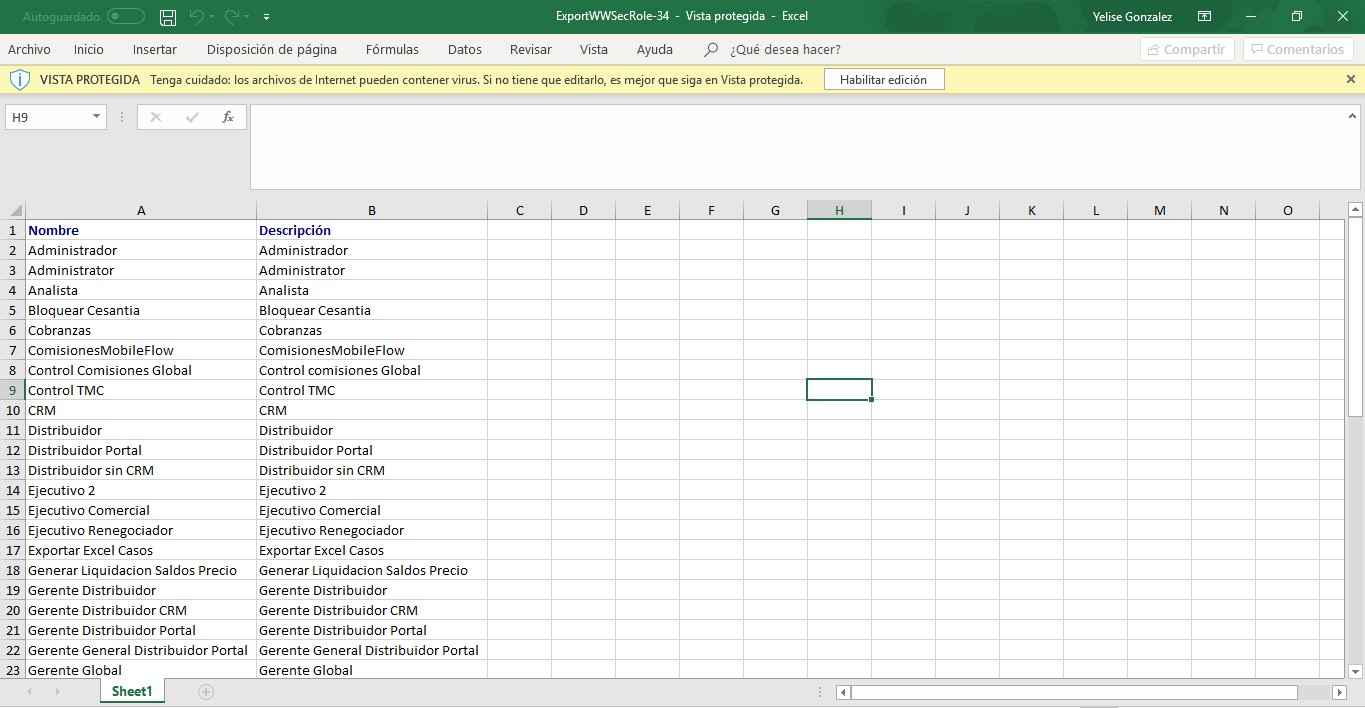 Autoguardado
ExportWWSecRole-34 - Vista protegida - Excel
Yelise Gonzalez
Archivo Inicio Insertar Disposición de página Fórmulas Datos Revisar Vista Ayuda ¿Qué desea hacer? Compartir Comentarios
VISTA PROTEGIDA Tenga cuidado: los archivos de Internet pueden contener virus. Si no tiene que editarlo, es mejor que siga en Vista protegida. Habilitar edición
H9 fx
A B C D E F G H I J K L M N O
1 Nombre Descripción
2 Administrador Administrador
3 Administrator Administrator
4 Analista Analista
5 Bloquear Cesantia Bloquear Cesantia
6 Cobranzas Cobranzas
7 ComisionesMobileFlow ComisionesMobileFlow
8 Control Comisiones Global Control comisiones Global
9 Control TMC Control TMC
10 CRM CRM
11 Distribuidor Distribuidor
12 Distribuidor Portal Distribuidor Portal
13 Distribuidor sin CRM Distribuidor sin CRM
14 Ejecutivo 2 Ejecutivo 2
15 Ejecutivo Comercial Ejecutivo Comercial
16 Ejecutivo Renegociador Ejecutivo Renegociador
17 Exportar Excel Casos Exportar Excel Casos
18 Generar Liquidacion Saldos Precio Generar Liquidacion Saldos Precio
19 Gerente Distribuidor Gerente Distribuidor
20 Gerente Distribuidor CRM Gerente Distribuidor CRM
21 Gerente Distribuidor Portal Gerente Distribuidor Portal
22 Gerente General Distribuidor Portal Gerente General Distribuidor Portal
23 Gerente Global Gerente Global
Sheet1